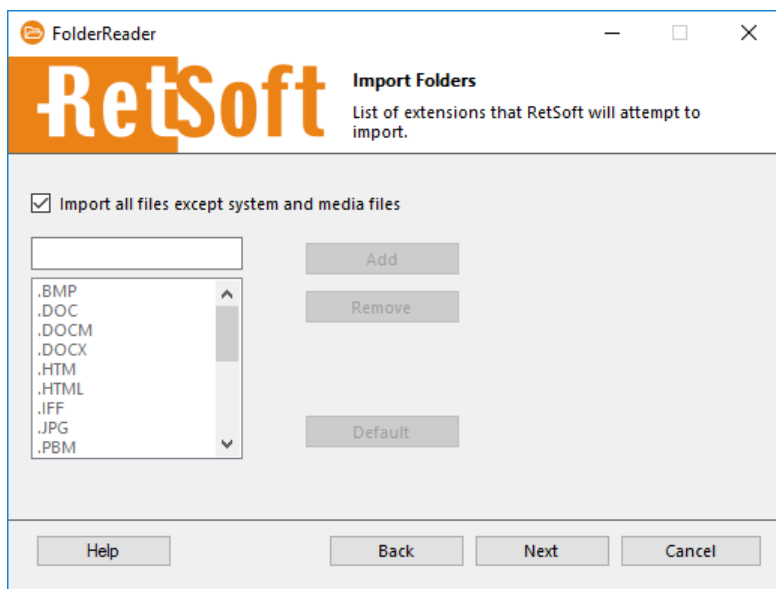 FolderReader
RetSoft
Import Folders
List of extensions that RetSoft will attempt to
import.
Import all files except system and media files
Add
.BMP
.DOC
.DOCM
.DOCX
.HTM
.HTML
.IFF
.JPG
.PBM
Remove
Default
Help
Back
Next
Cancel